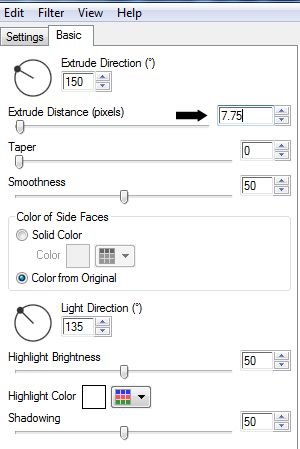 Edit Filter View Help
Settings Basic
Extrude Direction (°)
150
Extrude Distance (pixels) 7.75
Taper
0
Smoothness
50
Color of Side Faces
Solid Color
Color
Color from Original
Light Direction (°)
135
Highlight Brightness
50
Highlight Color
Shadowing
50